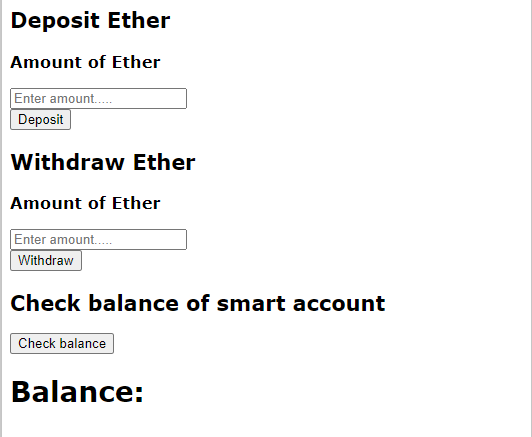 Deposit Ether
Amount of Ether
Enter amount.....
Deposit
Withdraw Ether
Amount of Ether
Enter amount.....
Withdraw
Check balance of smart account
Check balance
Balance: